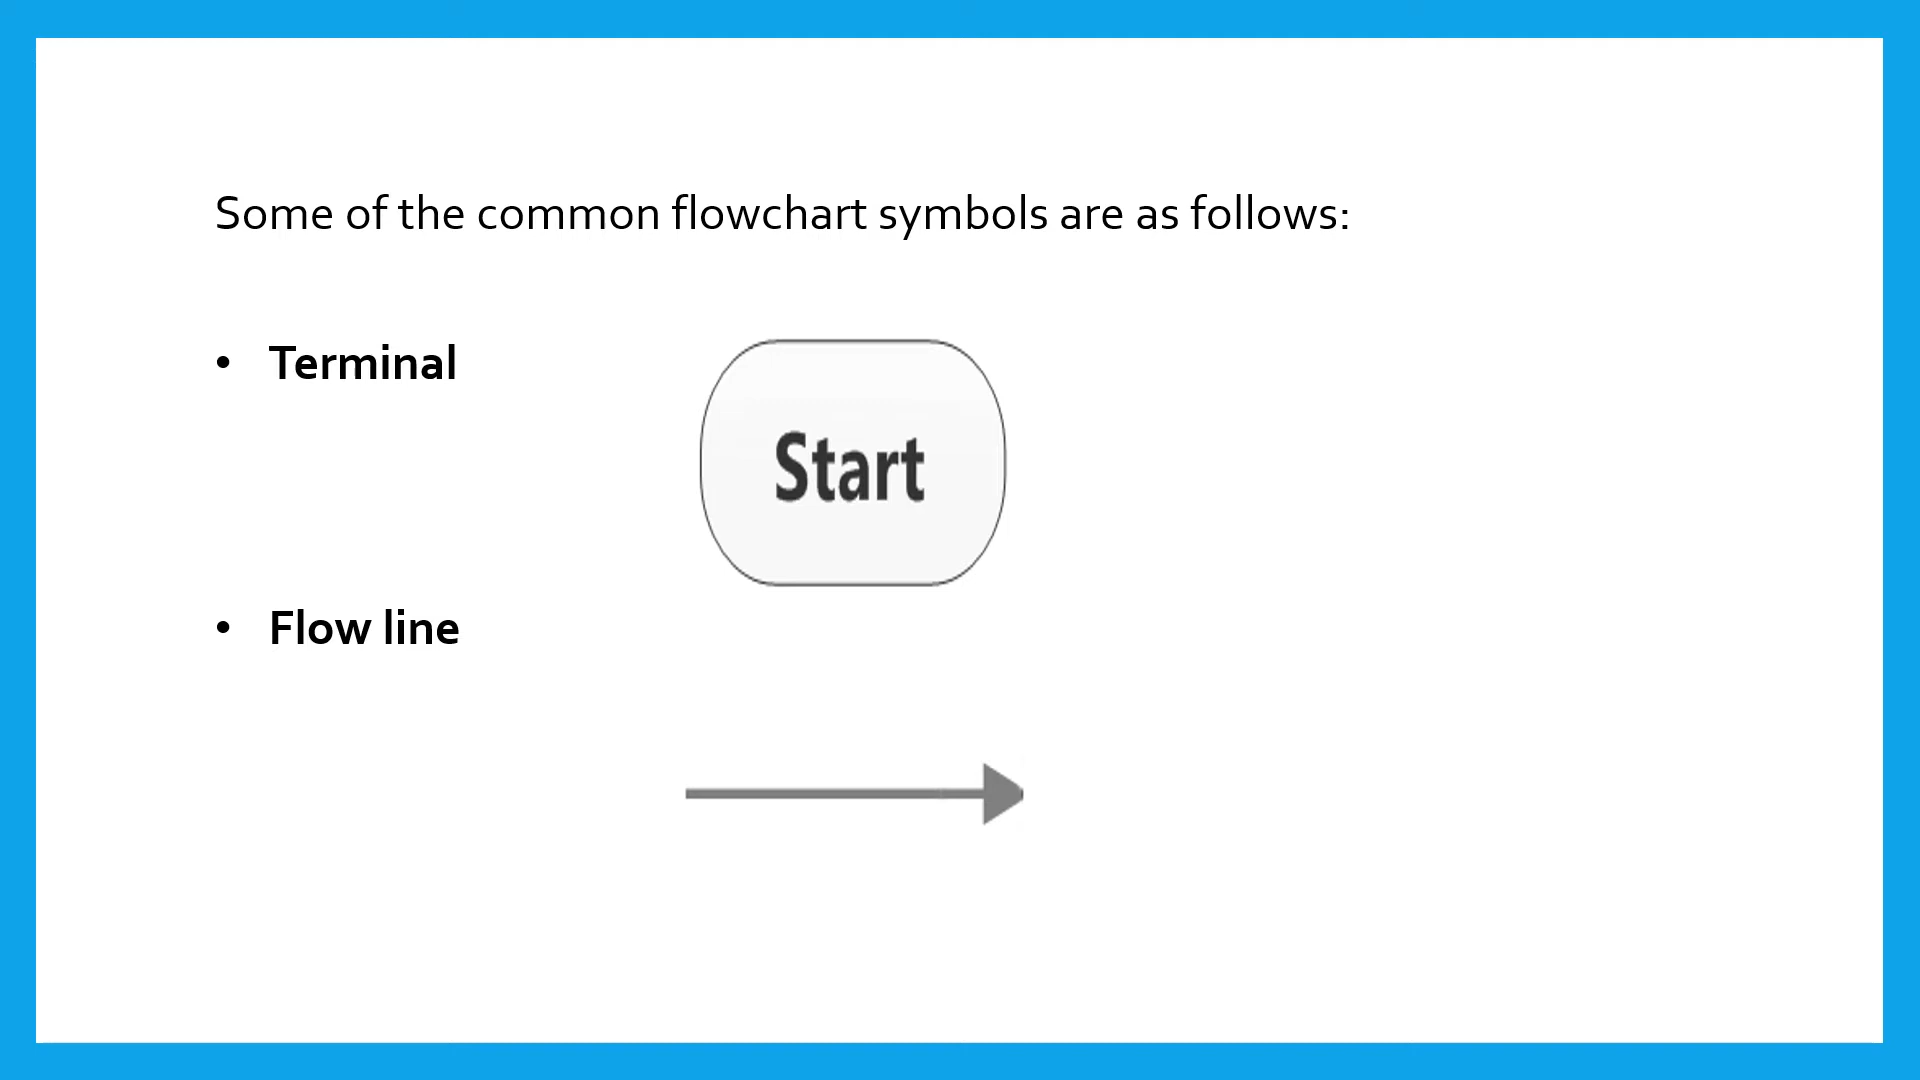 Some of the common flowchart symbols are as follows:
• Terminal
Start
• Flow line